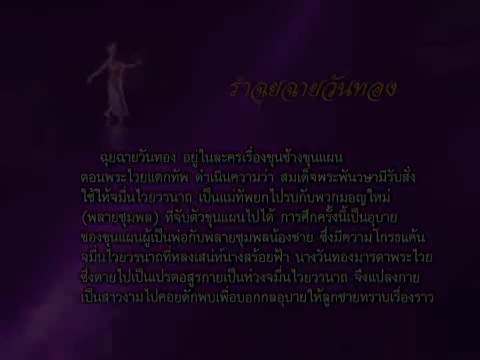 รำฉุยฉายวันทอง
ฉุยฉายวันทอง อยู่ในละครเรื่องขุนช้างขุนแผน
ตอนพระไวยแตกทัพ ดำเนินความว่า สมเด็จพระพันวษามีรับสั่ง
ใช้ให้จมื่นไวยวรนาถ เป็นแม่ทัพยกไปรบกับพวกมอญใหม่
(พลายชุมพล) ที่จับตัวขุนแผนไปได้ การศึกครั้งนี้เป็นอุบาย
ของขุนแผนผู้เป็นพ่อกับพลายชุมพลน้องชาย ซึ่งมีความโกรธแค้น
จมื่นไวยวรนาถที่หลงเสน่ห์นางสร้อยฟ้า นางวันทองมารดาพระไวย
ซึ่งตายไปเป็นเปรตอสูรกายเป็นห่วงจมื่นไวยวรนาถ จึงแปลงกาย
เป็นสาวงามไปคอยดักพบเพื่อบอกกลอุบายให้ลูกชายทราบเรื่องราว